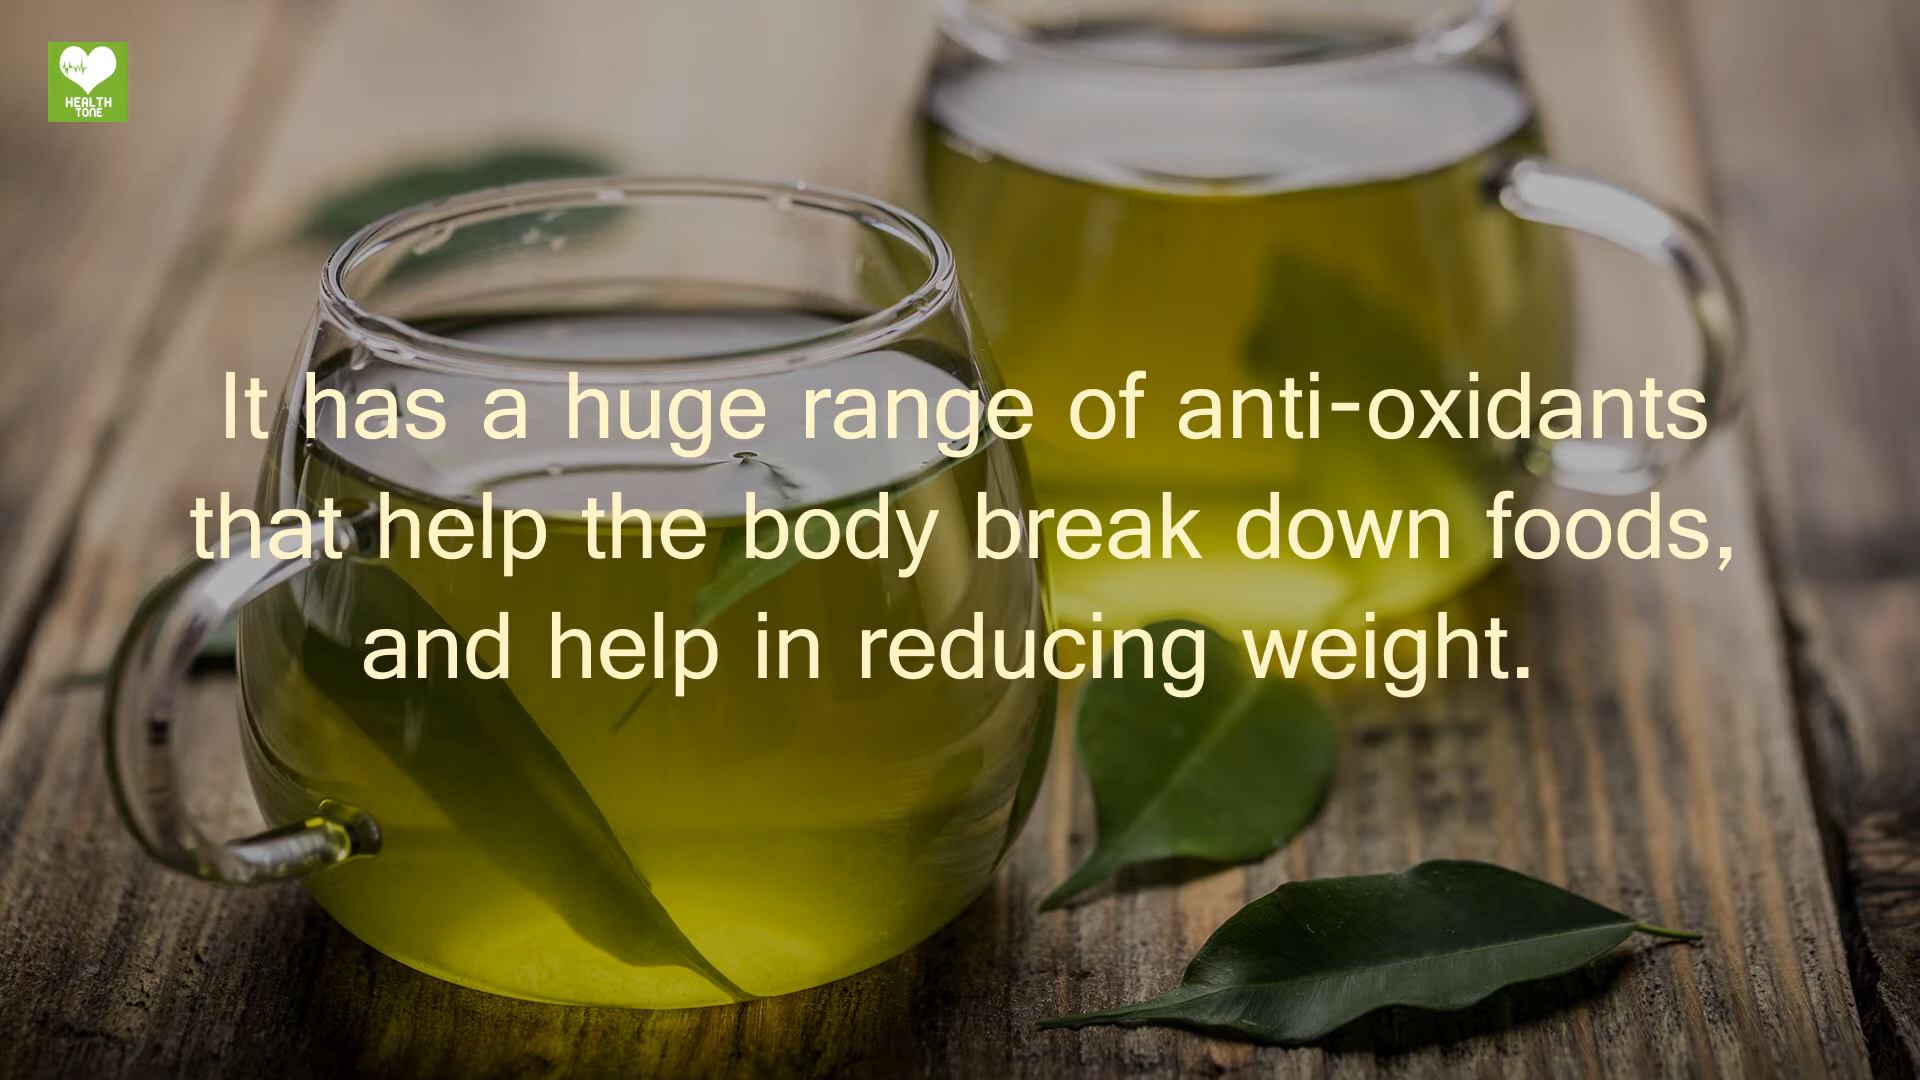 HEALTH
TONE
It has a huge range of anti-oxidants
that help the body break down foods,
and help in reducing weight.